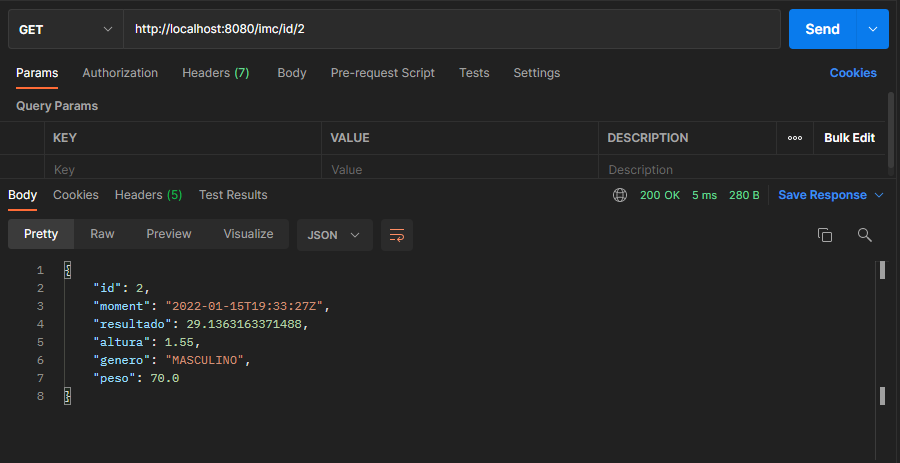 GET http://localhost:8080/imc/id/2 Send
Params Authorization Headers (7) Body Pre-request Script Tests Settings Cookies
Query Params
KEY VALUE DESCRIPTION ooo Bulk Edit
Key Value Description
Body Cookies Headers (5) Test Results 200 OK 5 ms 280 B Save Response
Pretty Raw Preview Visualize JSON
1 {
2 "id": 2,
3 "moment": "2022-01-15T19:33:27Z",
4 "resultado": 29.1363163371488,
5 "altura": 1.55,
6 "genero": "MASCULINO",
7 "peso": 70.0
8 }